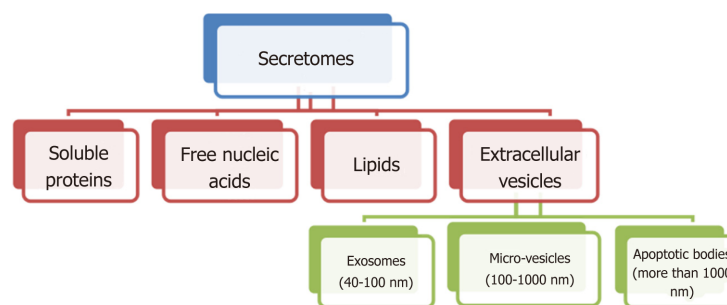 Secretomes
Soluble
proteins
Free nucleic
acids
Lipids
Extracellular
vesicles
Exosomes
(40-100 nm)
Micro-vesicles
(100-1000 nm)
Apoptotic bodies
(more than 1000
nm)